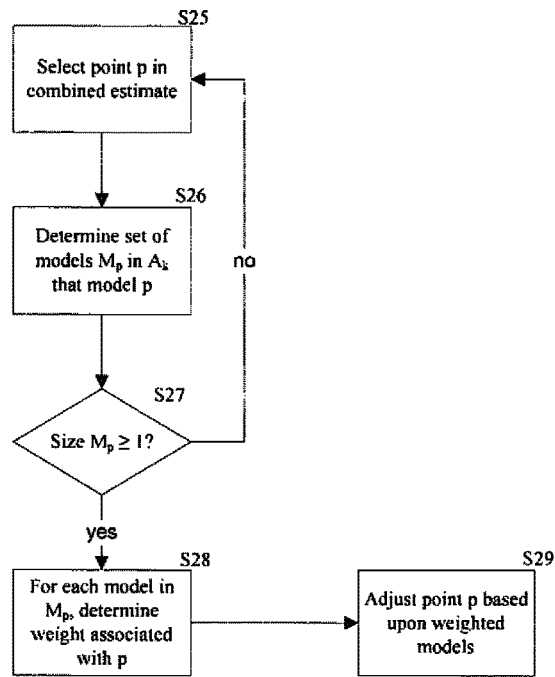 S25
Select point p in
combined estimate
S26
Determine set of
models Mp in Ak
that model p
no
S27
Size Mp ≥ 1?
yes
S28
For each model in
Mp, determine
weight associated
with p
S29
Adjust point p based
upon weighted
models